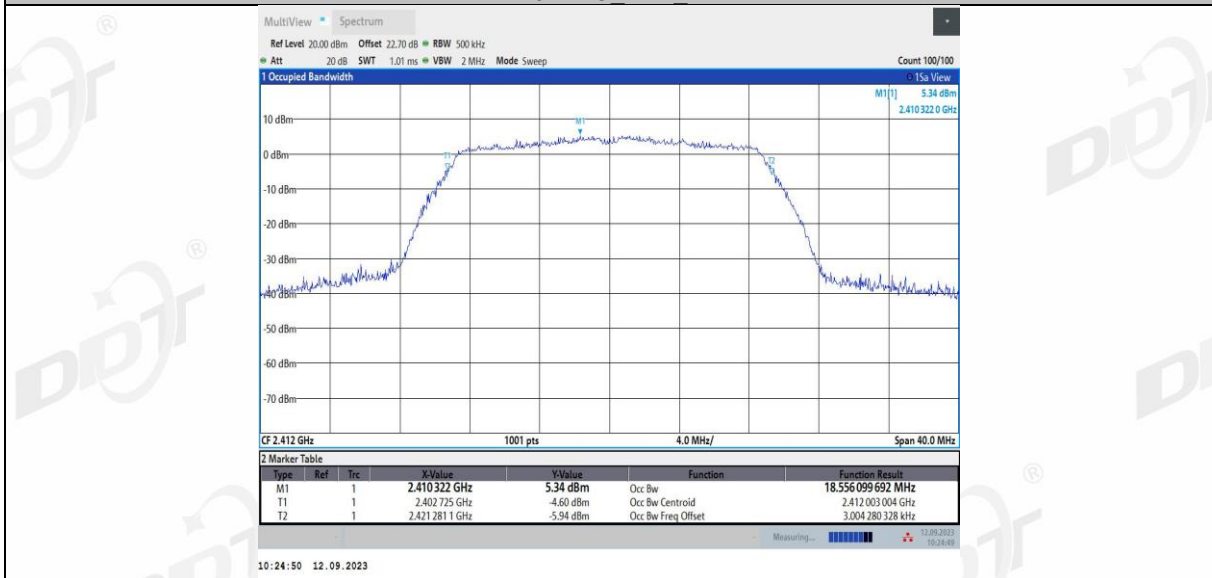 MultiView Spectrum
Ref Level 20.00 dBm Offset 22.70 dB RBW 500 kHz
Att 20 dB SWT 1.01 ms VBW 2 MHz Mode Sweep Count 100/100
1 Occupied Bandwidth 1Sa View
M1[1] 5.34 dBm
2.410 322 0 GHz
10 dBm
M1
0 dBm
T1
T2
-10 dBm
-20 dBm
-30 dBm
-40 dBm
-50 dBm
-60 dBm
-70 dBm
CF 2.412 GHz 1001 pts 4.0 MHz/ Span 40.0 MHz
2 Marker Table
Type Ref Trc X-Value Y-Value Function Function Result
M1 1 2.410 322 GHz 5.34 dBm Occ Bw 18.556 099 692 MHz
T1 1 2.402 725 GHz -4.60 dBm Occ Bw Centroid 2.412 003 004 GHz
T2 1 2.421 281 1 GHz -5.94 dBm Occ Bw Freq Offset 3.004 280 328 kHz
Measuring... 12.09.2023
10:24:49
10:24:50 12.09.2023
DDT
DDT
DDT
DDT